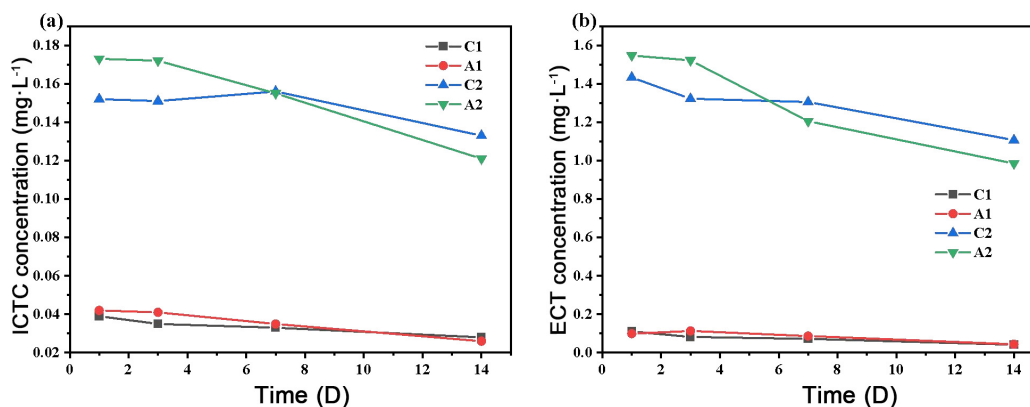 (a)
ICTC concentration (mg·L⁻¹)
0.18
0.16
0.14
0.12
0.10
0.08
0.06
0.04
0.02
0 2 4 6 8 10 12 14
Time (D)
C1
A1
C2
A2
(b)
ECT concentration (mg·L⁻¹)
1.6
1.4
1.2
1.0
0.8
0.6
0.4
0.2
0.0
0 2 4 6 8 10 12 14
Time (D)
C1
A1
C2
A2